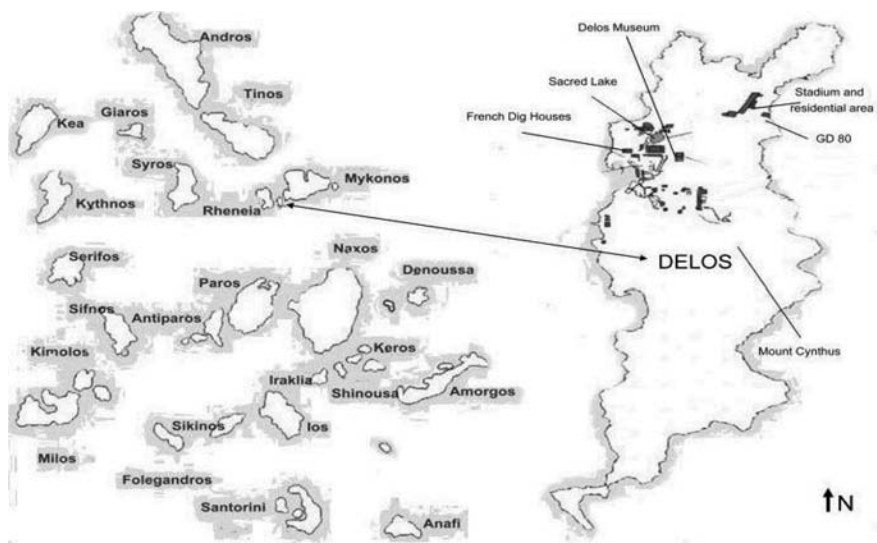 Andros
Tinos
Kea
Giaros
Syros
Mykonos
Kythnos
Rheneia
Naxos
Serifos
Denoussa
Paros
Sifnos
Antiparos
Kimolos
Keros
Iraklia
Shinousa
Amorgos
Sikinos
Ios
Milos
Folegandros
Santorini
Anafi
Delos Museum
Sacred Lake
Stadium and
residential area
French Dig Houses
GD 80
DELOS
Mount Cynthus
N